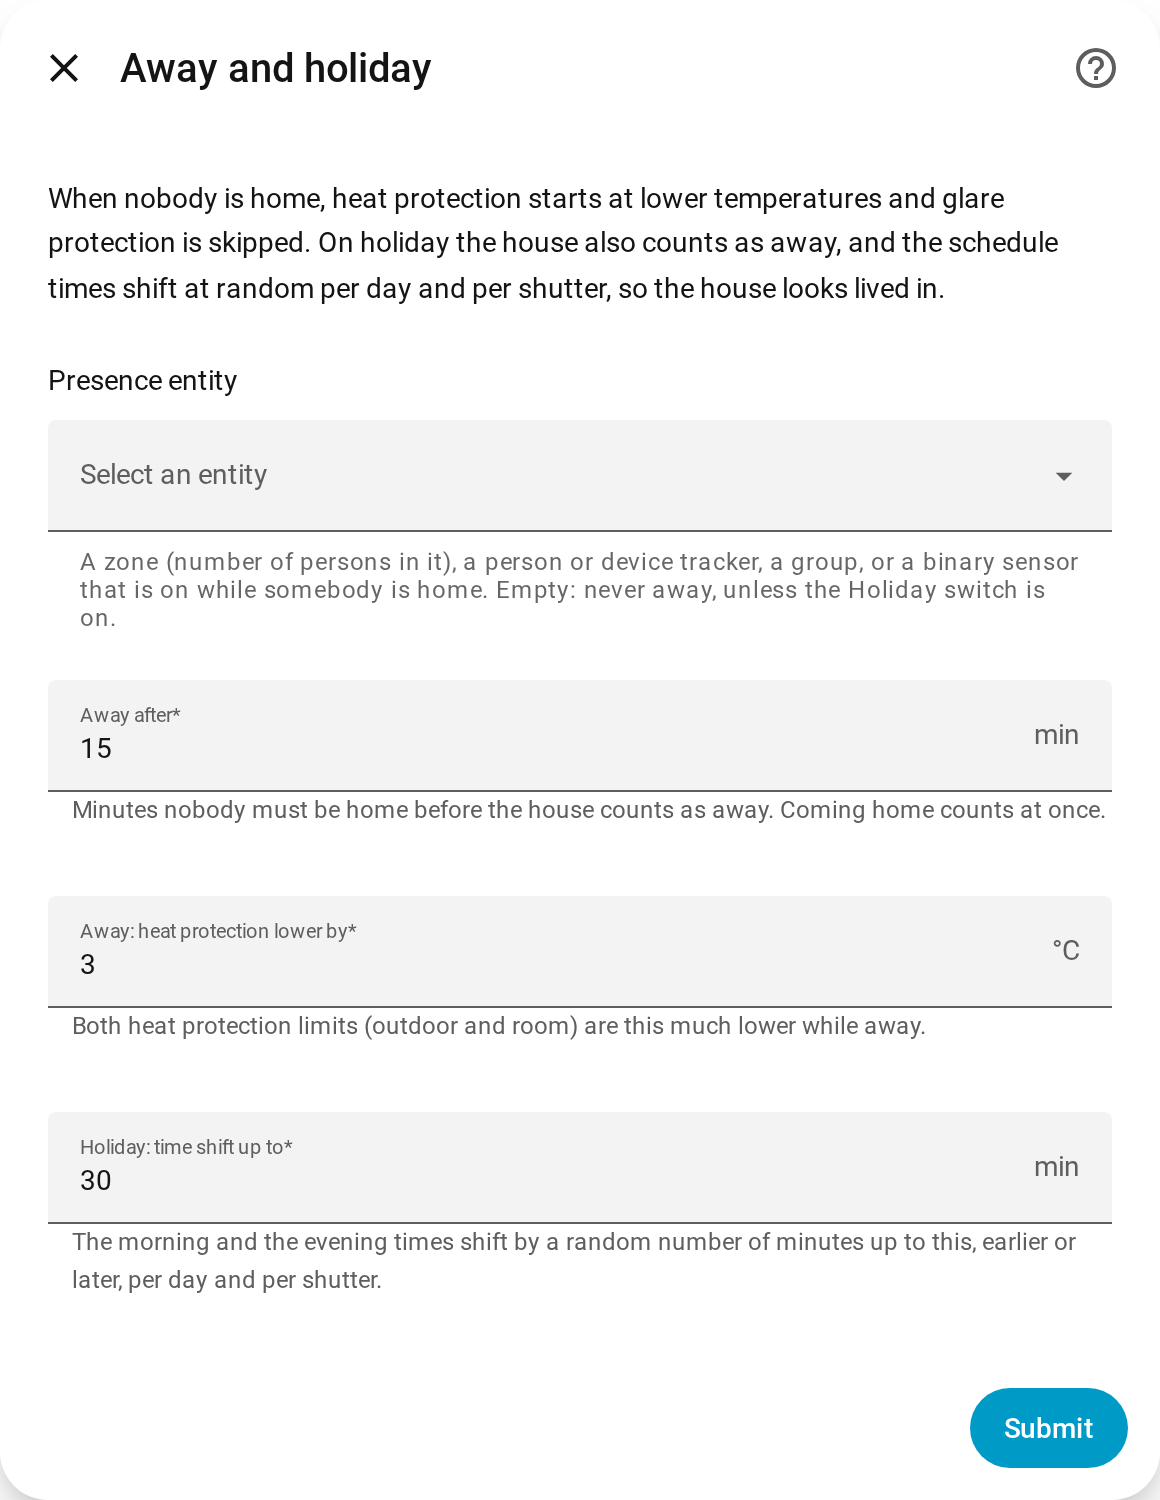 Away and holiday
When nobody is home, heat protection starts at lower temperatures and glare
protection is skipped. On holiday the house also counts as away, and the schedule
times shift at random per day and per shutter, so the house looks lived in.
Presence entity
Select an entity
A zone (number of persons in it), a person or device tracker, a group, or a binary sensor
that is on while somebody is home. Empty: never away, unless the Holiday switch is
on.
Away after*
15
min
Minutes nobody must be home before the house counts as away. Coming home counts at once.
Away: heat protection lower by*
3
°C
Both heat protection limits (outdoor and room) are this much lower while away.
Holiday: time shift up to*
30
min
The morning and the evening times shift by a random number of minutes up to this, earlier or
later, per day and per shutter.
Submit